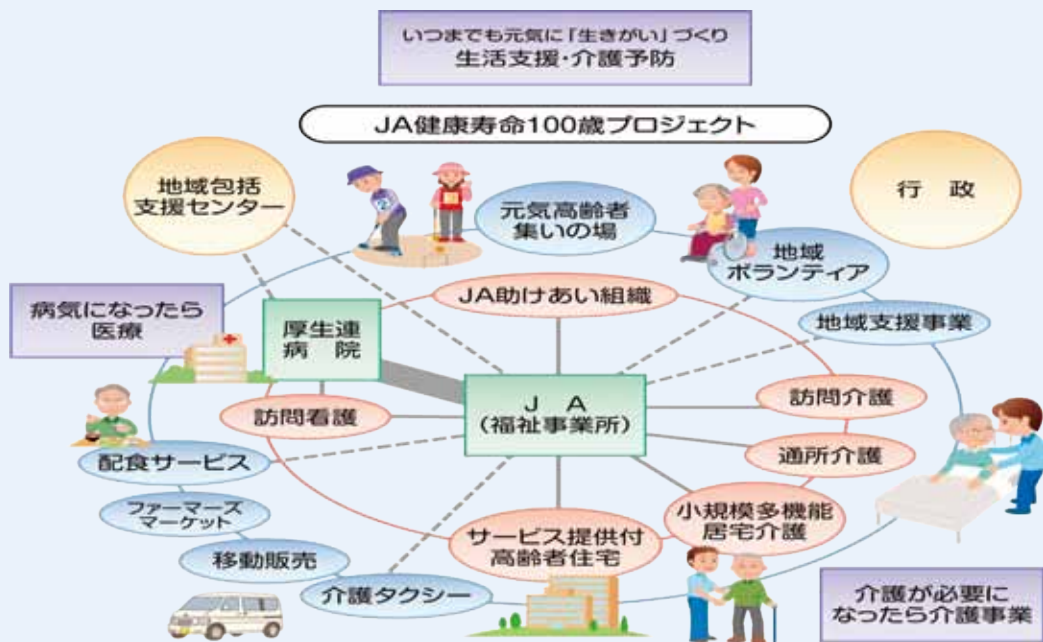 いつまでも元気に「生きがい」づくり
生活支援・介護予防
JA健康寿命100歳プロジェクト
地域包括
支援センター
行政
元気高齢者
集いの場
地域
ボランティア
JA助けあい組織
地域支援事業
病気になったら
医療
厚生連
病院
JA
(福祉事業所)
訪問看護
訪問介護
通所介護
配食サービス
ファーマーズ
マーケット
小規模多機能
居宅介護
サービス提供付
高齢者住宅
移動販売
介護タクシー
介護が必要に
なったら介護事業
2